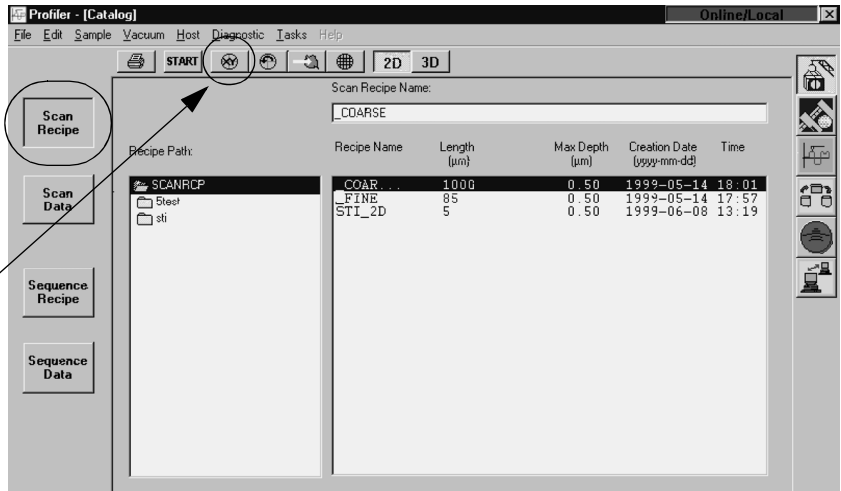 Profiler - [Catalog]
Online/Local
File Edit Sample Vacuum Host Diagnostic Tasks Help
START XY 2D 3D
Scan Recipe Name:
_COARSE
Scan
Recipe
Scan
Data
Sequence
Recipe
Sequence
Data
Recipe Path:
SCANRCP
5test
sti
Recipe Name Length (µm) Max Depth (µm) Creation Date (yyyy-mm-dd) Time
_COAR... 1000 0.50 1999-05-14 18:01
_FINE 85 0.50 1999-05-14 17:57
STI_2D 5 0.50 1999-06-08 13:19